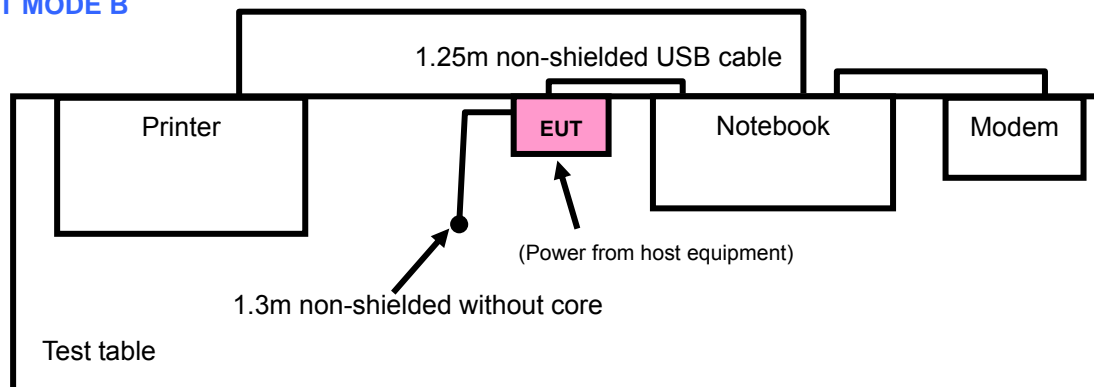 T MODE B
1.25m non-shielded USB cable
Printer
EUT
Notebook
Modem
(Power from host equipment)
1.3m non-shielded without core
Test table